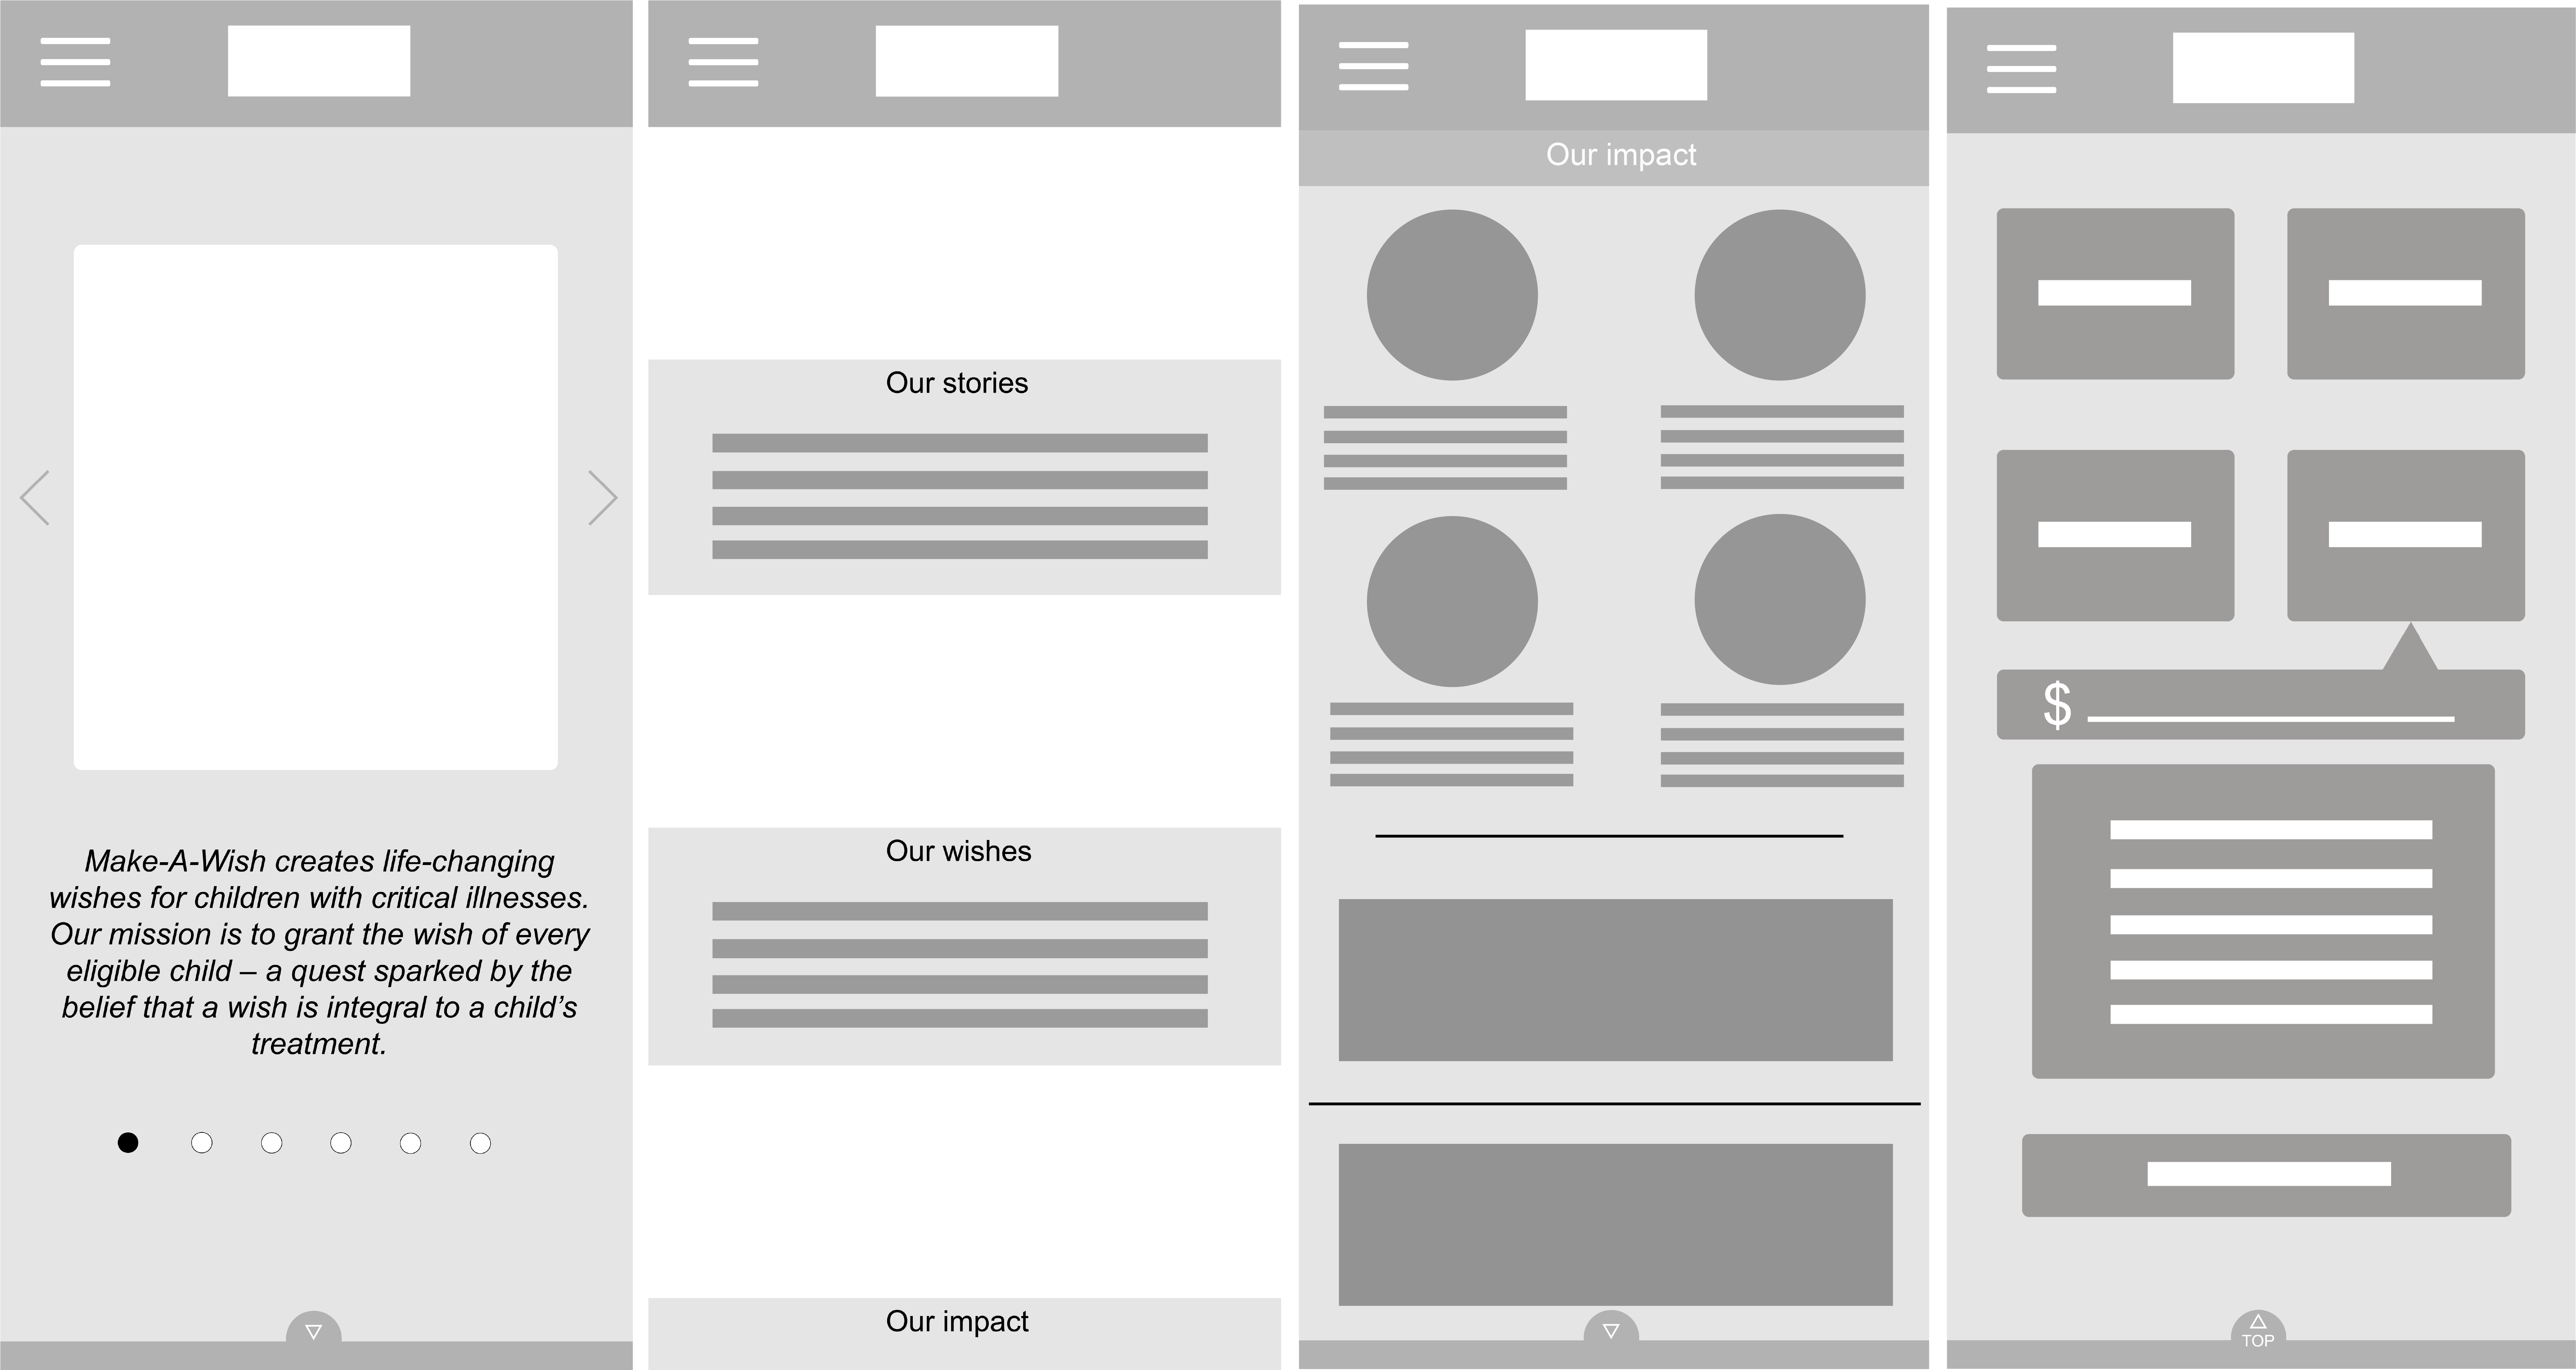 Make-A-Wish creates life-changing
wishes for children with critical illnesses.
Our mission is to grant the wish of every
eligible child – a quest sparked by the
belief that a wish is integral to a child’s
treatment.
Our stories
Our wishes
Our impact
Our impact
$
TOP